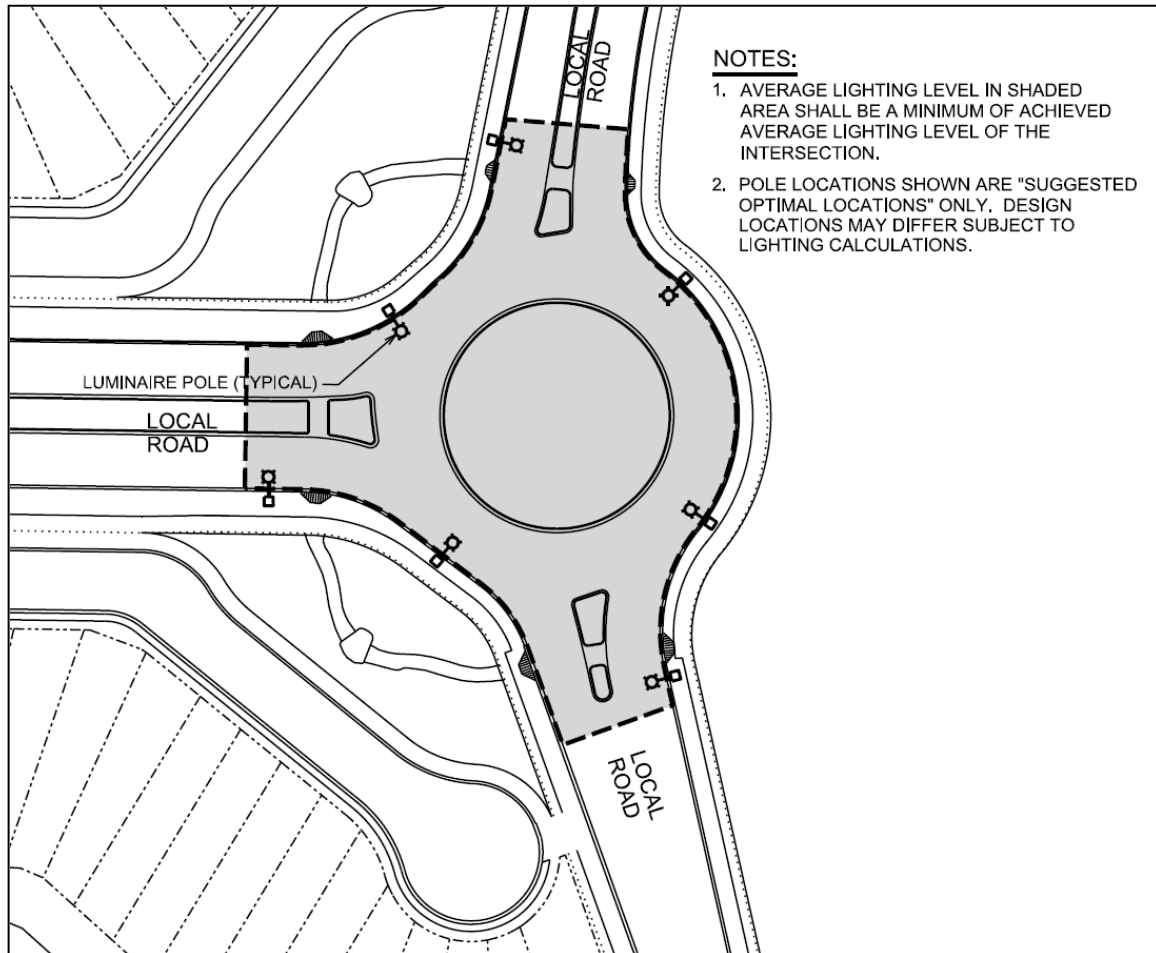 LOCAL
ROAD
NOTES:
1. AVERAGE LIGHTING LEVEL IN SHADED
AREA SHALL BE A MINIMUM OF ACHIEVED
AVERAGE LIGHTING LEVEL OF THE
INTERSECTION.
2. POLE LOCATIONS SHOWN ARE "SUGGESTED
OPTIMAL LOCATIONS" ONLY. DESIGN
LOCATIONS MAY DIFFER SUBJECT TO
LIGHTING CALCULATIONS.
LUMINAIRE POLE (TYPICAL)
LOCAL
ROAD
LOCAL
ROAD